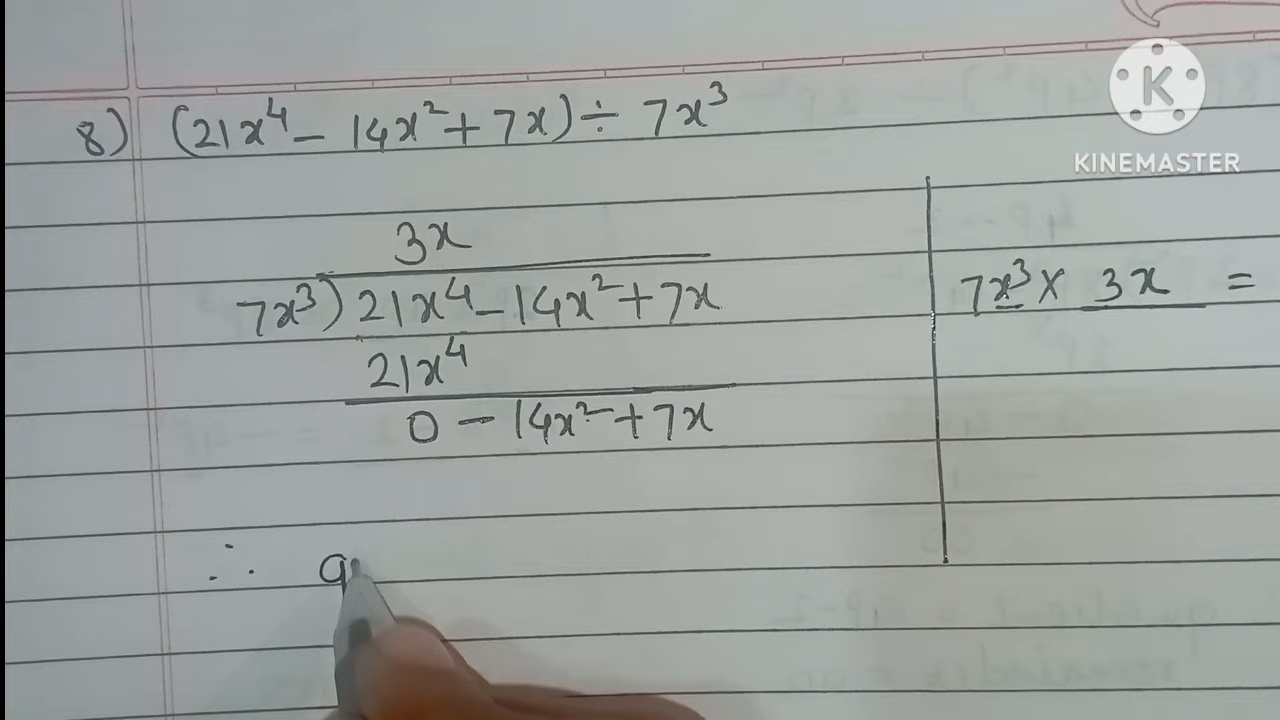 8) (21x⁴ - 14x² + 7x) ÷ 7x³
KINEMASTER
3x
7x³) 21x⁴ - 14x² + 7x
7x³ × 3x =
21x⁴
0 - 14x² + 7x
∴ q